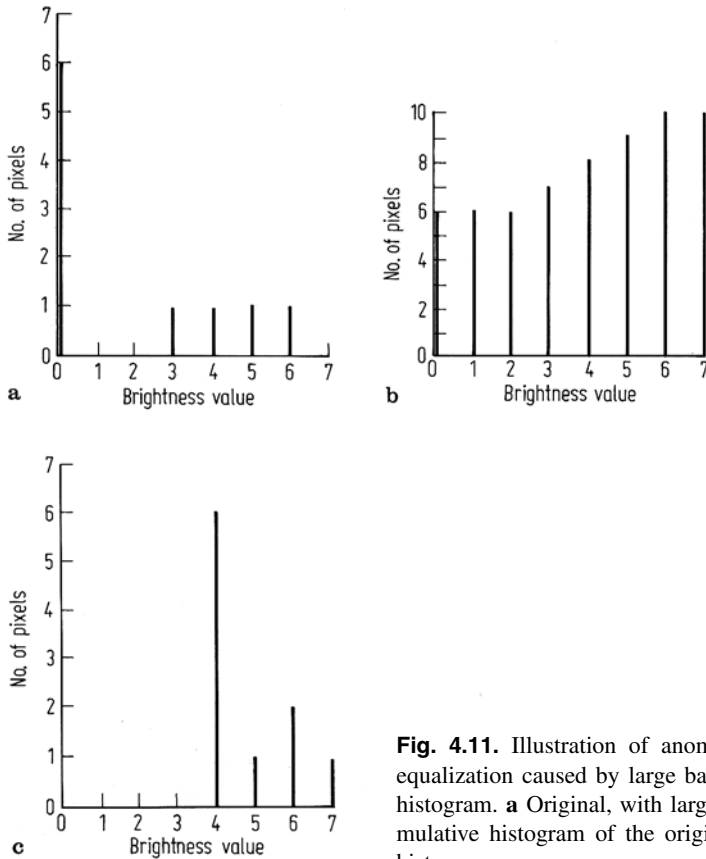 7
6
5
4
3
2
1
0
No. of pixels
0 1 2 3 4 5 6 7
Brightness value
a
10
8
6
4
2
0
No. of pixels
0 1 2 3 4 5 6 7
Brightness value
b
7
6
5
4
3
2
1
0
No. of pixels
0 1 2 3 4 5 6 7
Brightness value
c
Fig. 4.11. Illustration of anom
equalization caused by large ba
histogram. a Original, with larg
mulative histogram of the origi